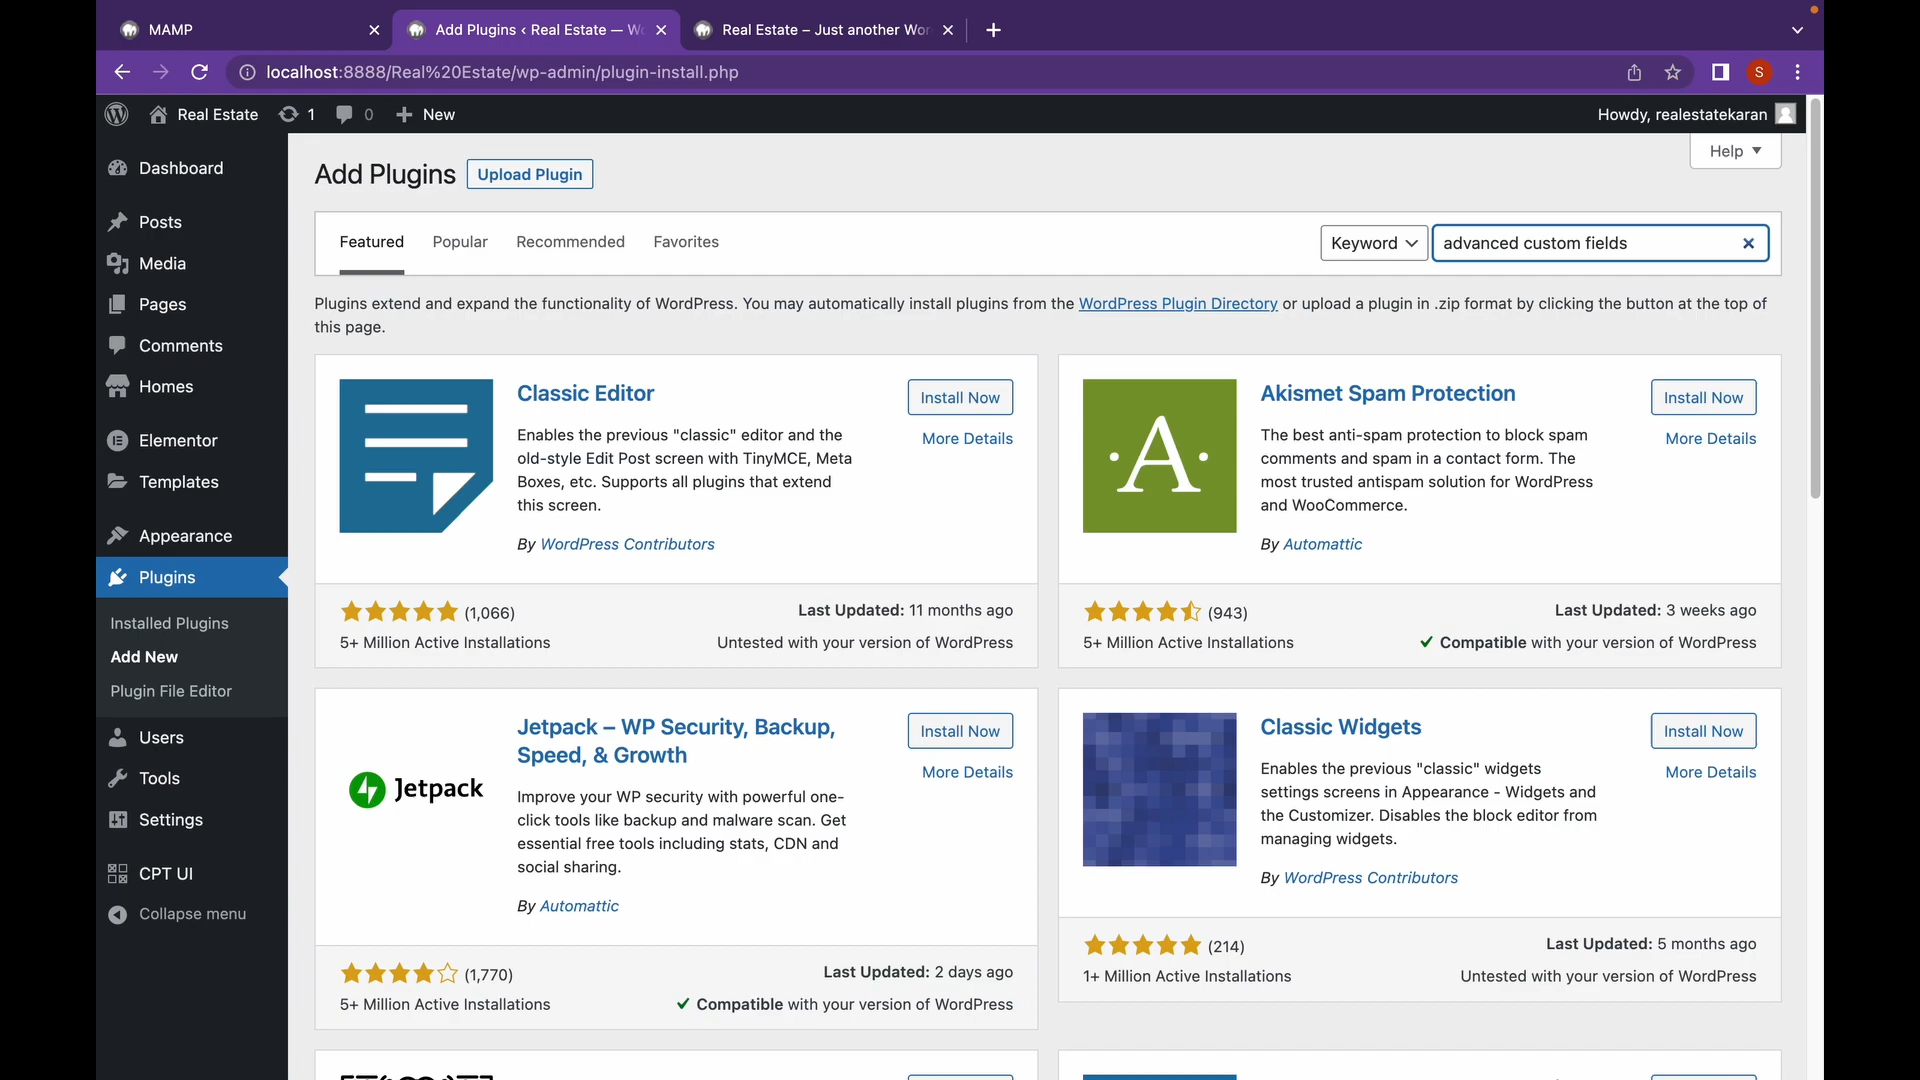 MAMP
Add Plugins ‹ Real Estate — Wo
Real Estate – Just another Wor
localhost:8888/Real%20Estate/wp-admin/plugin-install.php
S
Real Estate
1
0
New
Howdy, realestatekaran
Help
Dashboard
Posts
Media
Pages
Comments
Homes
Elementor
Templates
Appearance
Plugins
Installed Plugins
Add New
Plugin File Editor
Users
Tools
Settings
CPT UI
Collapse menu
Add Plugins
Upload Plugin
Featured
Popular
Recommended
Favorites
Keyword
advanced custom fields
Plugins extend and expand the functionality of WordPress. You may automatically install plugins from the WordPress Plugin Directory or upload a plugin in .zip format by clicking the button at the top of
this page.
Classic Editor
Install Now
More Details
Enables the previous "classic" editor and the
old-style Edit Post screen with TinyMCE, Meta
Boxes, etc. Supports all plugins that extend
this screen.
By WordPress Contributors
(1,066)
Last Updated: 11 months ago
5+ Million Active Installations
Untested with your version of WordPress
A
Akismet Spam Protection
Install Now
More Details
The best anti-spam protection to block spam
comments and spam in a contact form. The
most trusted antispam solution for WordPress
and WooCommerce.
By Automattic
(943)
Last Updated: 3 weeks ago
5+ Million Active Installations
Compatible with your version of WordPress
Jetpack
Jetpack – WP Security, Backup,
Speed, & Growth
Install Now
More Details
Improve your WP security with powerful one-
click tools like backup and malware scan. Get
essential free tools including stats, CDN and
social sharing.
By Automattic
(1,770)
Last Updated: 2 days ago
5+ Million Active Installations
Compatible with your version of WordPress
Classic Widgets
Install Now
More Details
Enables the previous "classic" widgets
settings screens in Appearance - Widgets and
the Customizer. Disables the block editor from
managing widgets.
By WordPress Contributors
(214)
Last Updated: 5 months ago
1+ Million Active Installations
Untested with your version of WordPress